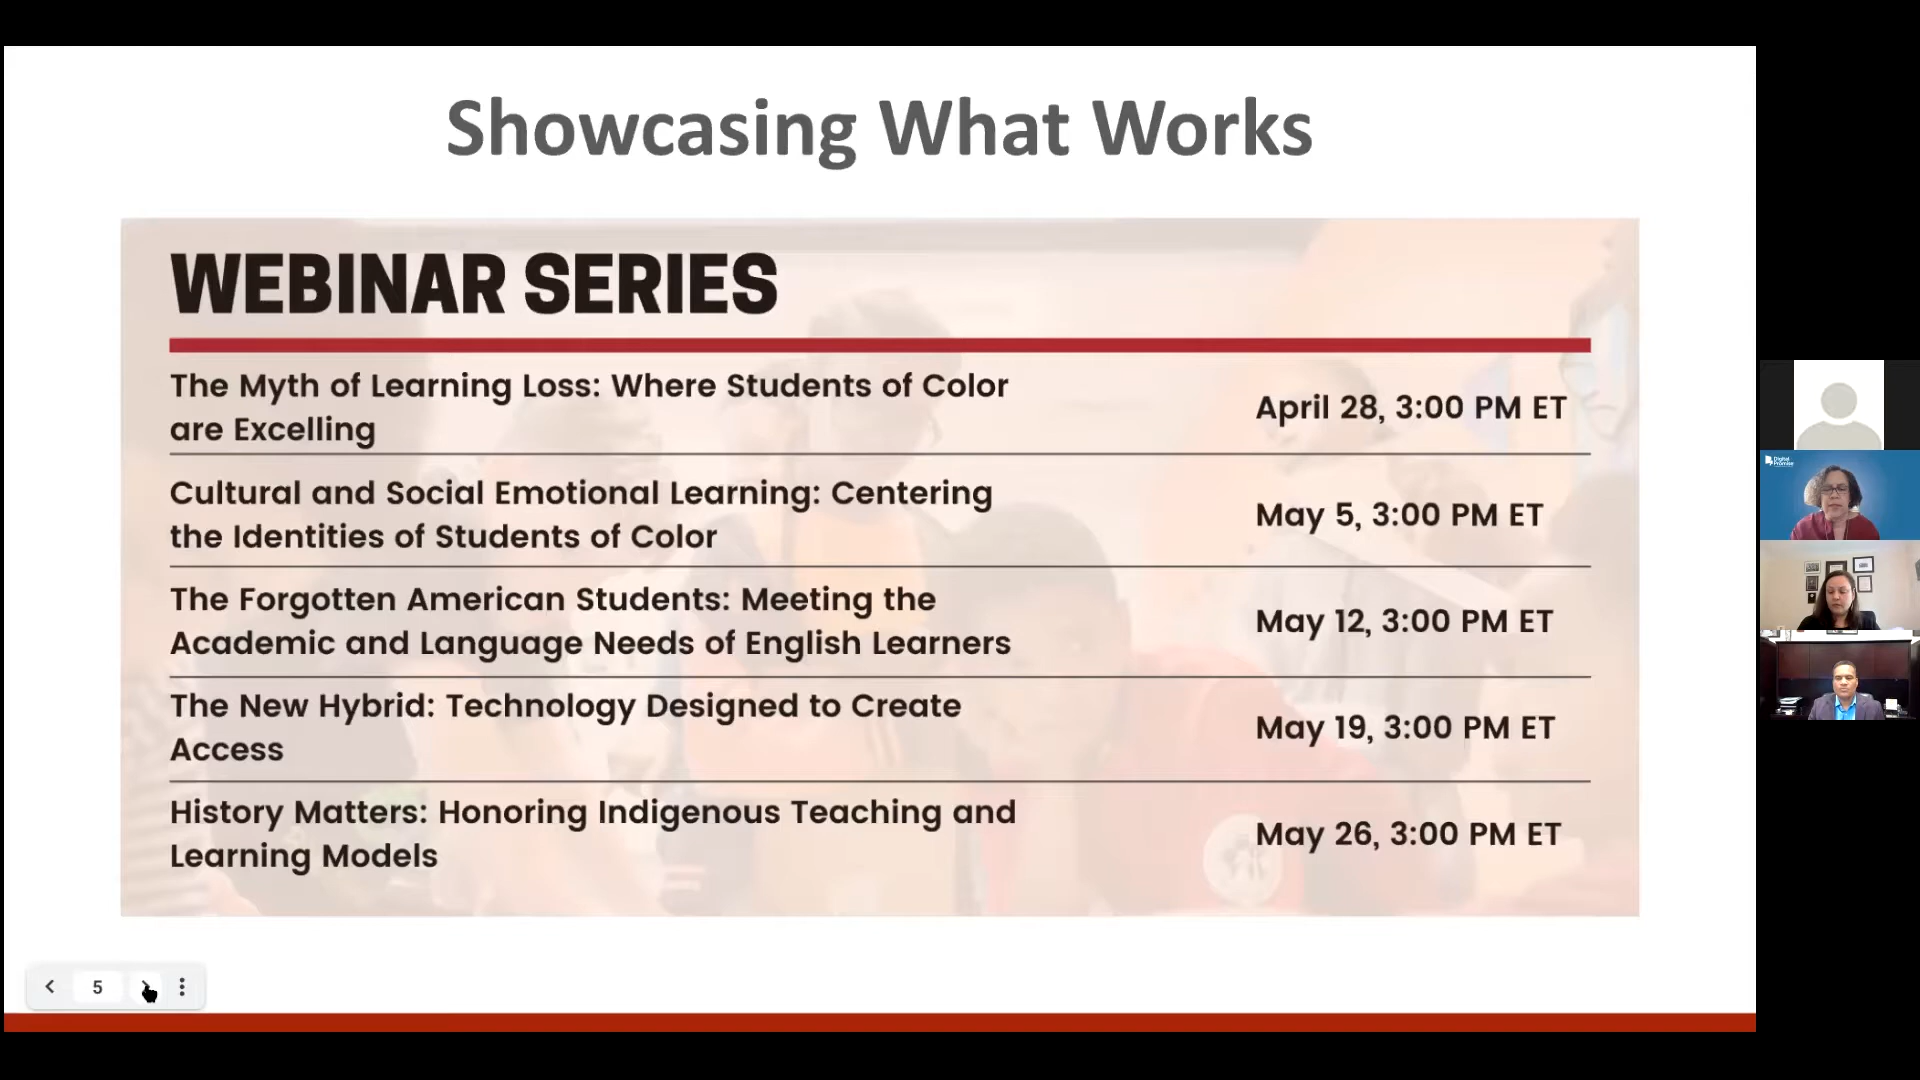 Showcasing What Works
WEBINAR SERIES
The Myth of Learning Loss: Where Students of Color
are Excelling
April 28, 3:00 PM ET
Cultural and Social Emotional Learning: Centering
the Identities of Students of Color
May 5, 3:00 PM ET
The Forgotten American Students: Meeting the
Academic and Language Needs of English Learners
May 12, 3:00 PM ET
The New Hybrid: Technology Designed to Create
Access
May 19, 3:00 PM ET
History Matters: Honoring Indigenous Teaching and
Learning Models
May 26, 3:00 PM ET
5
Digital
Promise